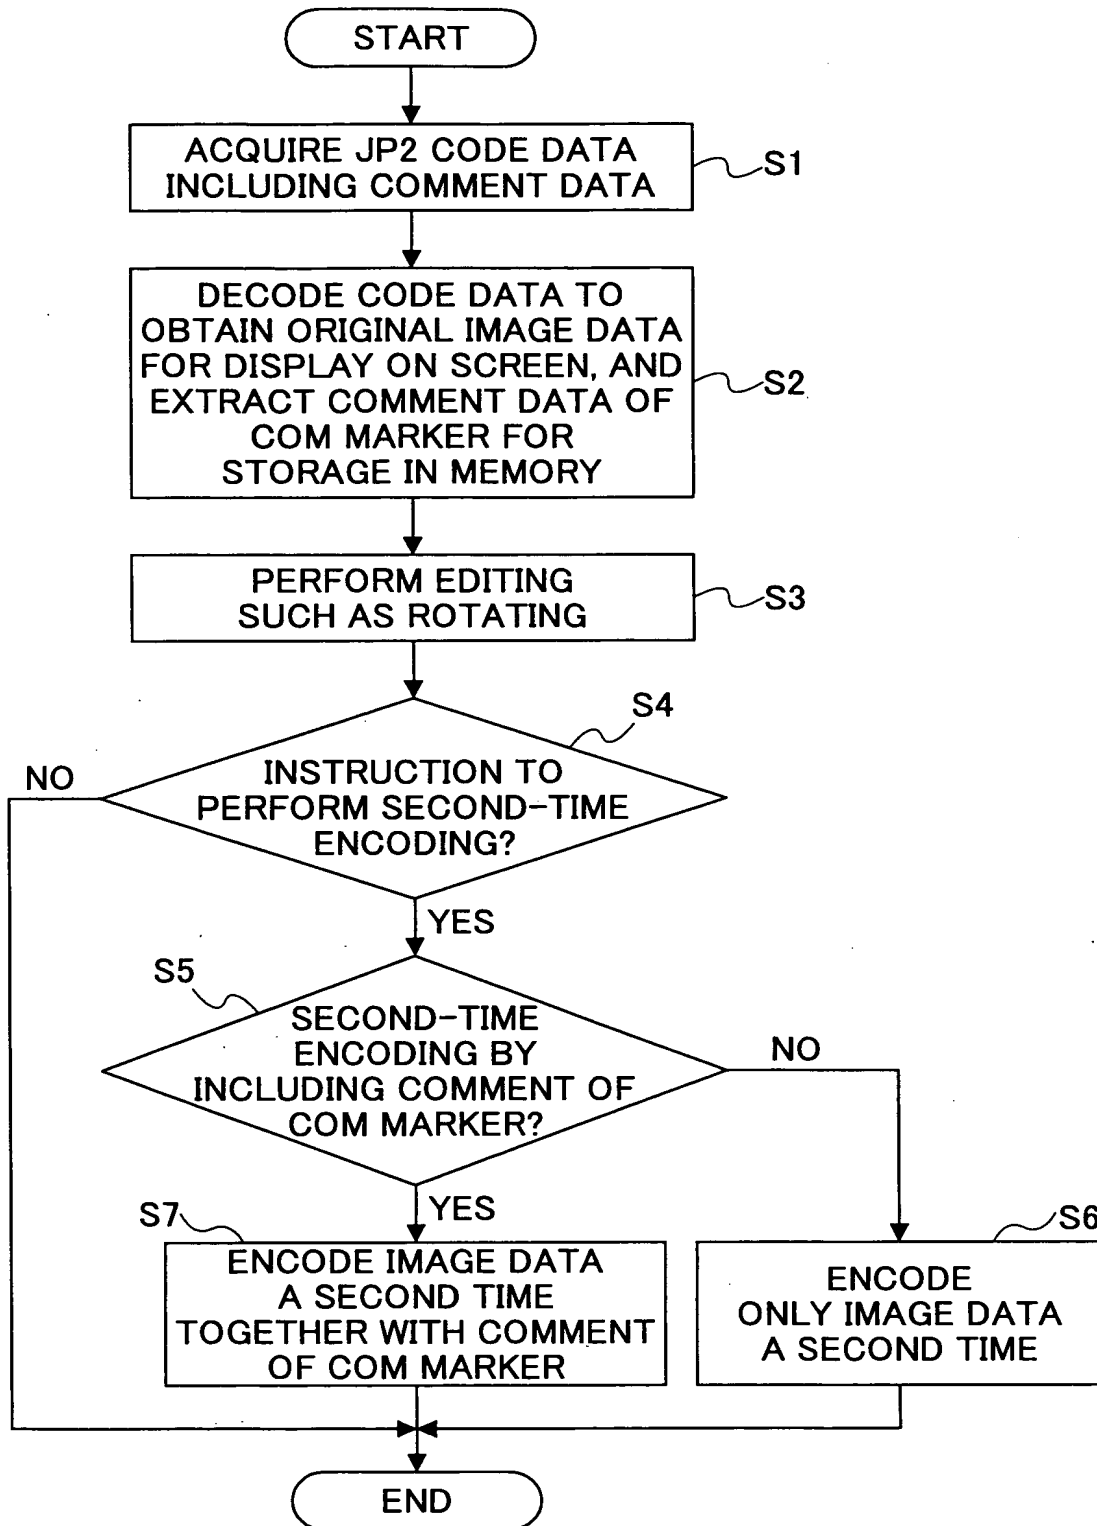 START
ACQUIRE JP2 CODE DATA
INCLUDING COMMENT DATA
S1
DECODE CODE DATA TO
OBTAIN ORIGINAL IMAGE DATA
FOR DISPLAY ON SCREEN, AND
EXTRACT COMMENT DATA OF
COM MARKER FOR
STORAGE IN MEMORY
S2
PERFORM EDITING
SUCH AS ROTATING
S3
S4
INSTRUCTION TO
PERFORM SECOND-TIME
ENCODING?
NO
YES
S5
SECOND-TIME
ENCODING BY
INCLUDING COMMENT OF
COM MARKER?
NO
YES
S7
ENCODE IMAGE DATA
A SECOND TIME
TOGETHER WITH COMMENT
OF COM MARKER
S6
ENCODE
ONLY IMAGE DATA
A SECOND TIME
END